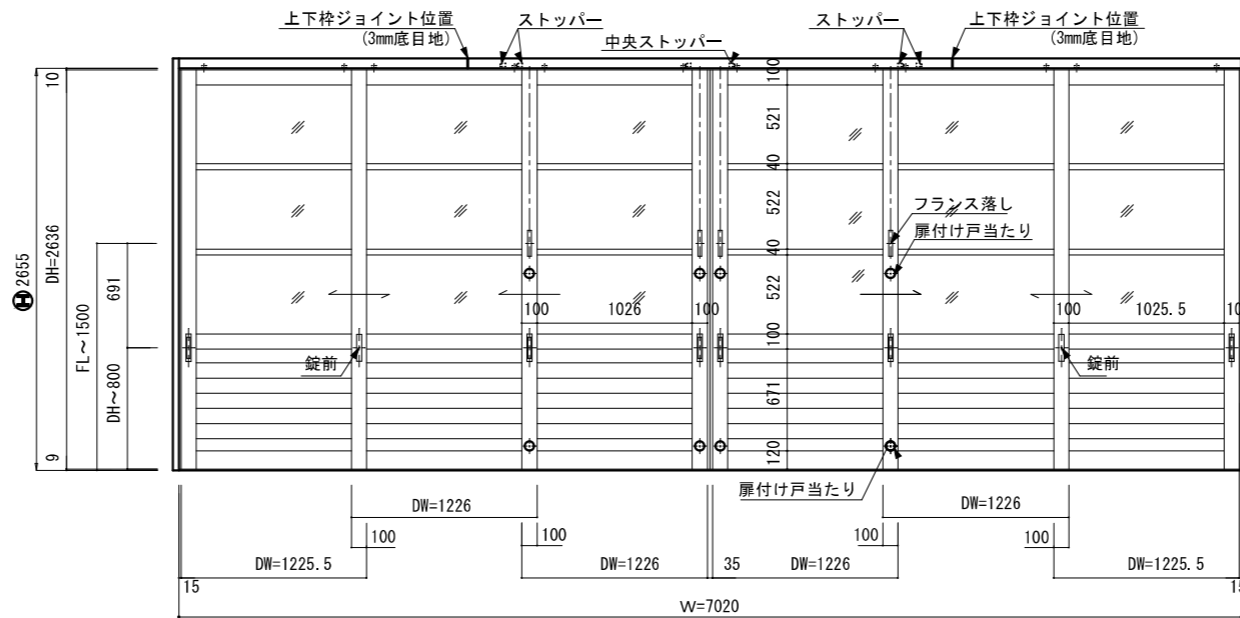 上下枠ジョイント位置
(3mm底目地)
ストッパー
中央ストッパー
ストッパー
上下枠ジョイント位置
(3mm底目地)
10
DH=2636
9
H 2655
FL~1500
691
DH~800
100
521
40
522
40
522
100
671
120
フランス落し
扉付け戸当たり
100
1026
100
100
1025.5
10
錠前
錠前
扉付け戸当たり
DW=1226
DW=1226
100
100
100
100
DW=1225.5
DW=1226
35
DW=1226
DW=1225.5
15
15
W=7020